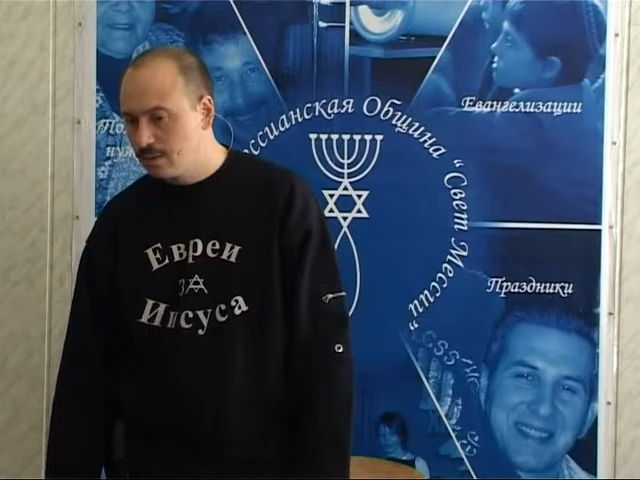 Евангелизации
ессианская Община "Свет Мессии"
Праздники
Евреи
за
Иисуса